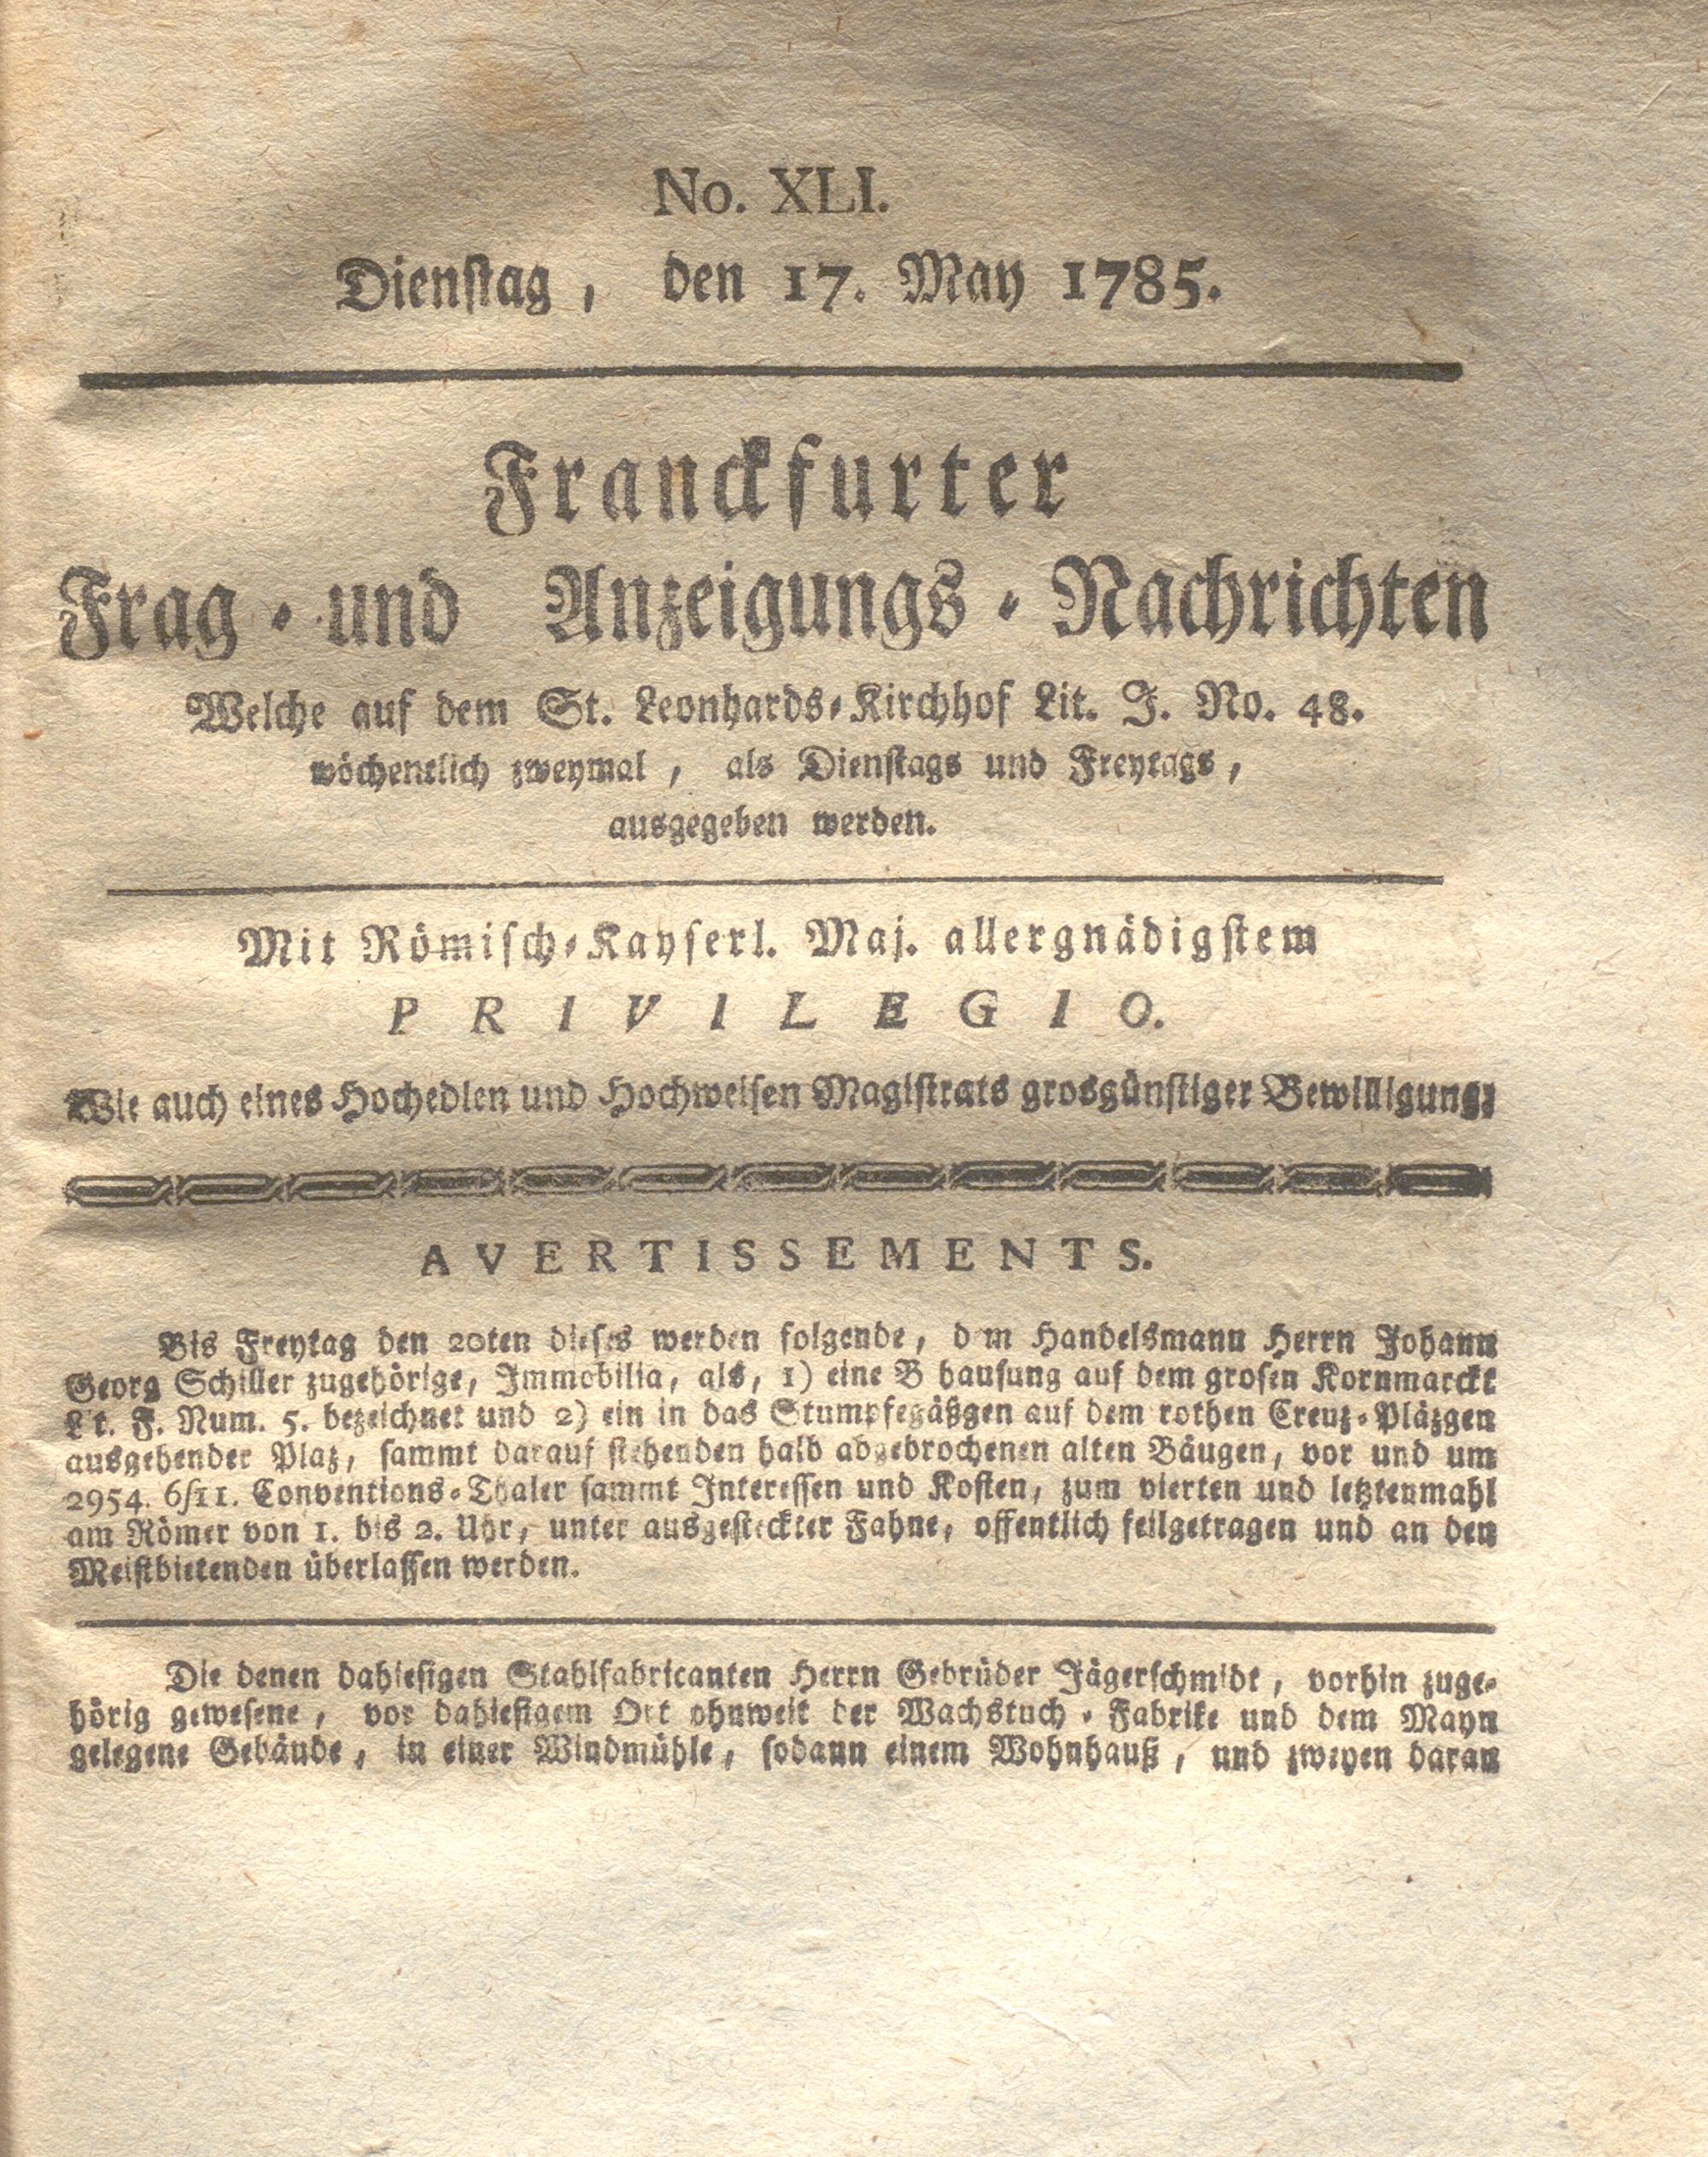 No. XLI.
Dienstag, den 17. May 1785.
Franckfurter
Frag- und Anzeigungs-Nachrichten
Welche auf dem St. Leonhards-Kirchhof Lit. J. No. 48.
wöchentlich zweymal, als Dienstags und Freytags,
ausgegeben werden.
Mit Römisch-Kayserl. Maj. allergnädigstem
PRIVILEGIO.
Wie auch eines Hochedlen und Hochweisen Magistrats grosgünstiger Bewilligung:
AVERTISSEMENTS.
Bis Freytag den 20ten dieses werden folgende, dem Handelsmann Herrn Johann
Georg Schiller zugehörige, Immobilia, als, 1) eine B hausung auf dem grosen Kornmarckt
Lt. F. Num. 5. bezeichnet und 2) ein in das Stumpfegäßgen auf dem rothen Creuz-Pläzgen
ausgehender Plaz, sammt darauf stehenden halb abgebrochenen alten Bäugen, vor und um
2954. 6/11. Conventions-Thaler sammt Interessen und Kosten, zum vierten und letztenmahl
am Römer von 1. bis 2. Uhr, unter ausgesteckter Fahne, offentlich feilgetragen und an den
Meistbietenden überlassen werden.
Die denen dahiesigen Stahlfabricanten Herrn Gebrüder Jägerschmidt, vorhin zuge-
hörig gewesene, vor dahiesigem Ort ohnweit der Wachstuch-Fabrike und dem Mayn
gelegene Gebäude, in einer Windmühle, sodann einem Wohnhauß, und zweyen daran